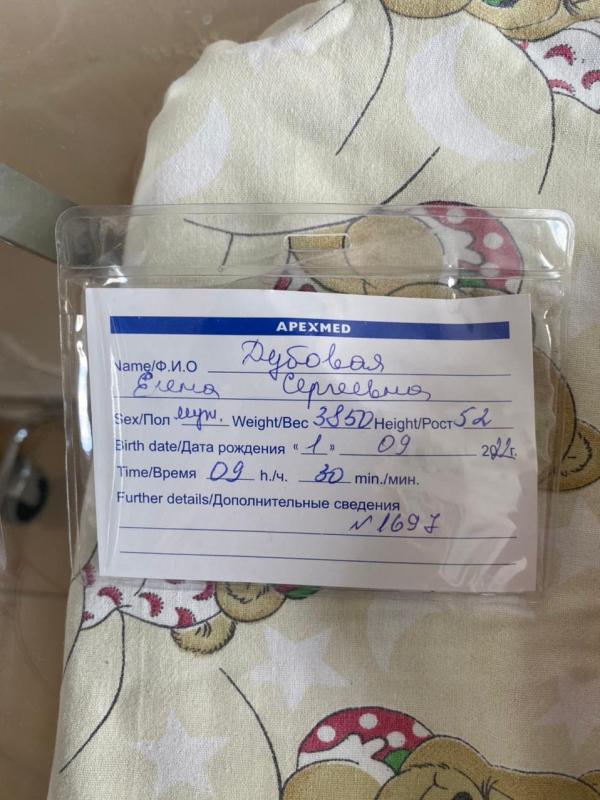 APEXMED
Name/Ф.И.О Дубовая
Елена Сергеевна
Sex/Пол муж. Weight/Вес 3850 Height/Рост 52
Birth date/Дата рождения « 1 » 09 2022г.
Time/Время 09 h./ч. 30 min./мин.
Further details/Дополнительные сведения
N 1697